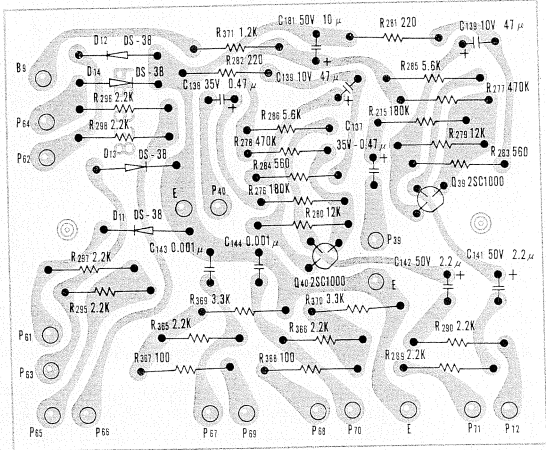 C181 50V 10μ
R281 220
C139 10V 47μ
D12 DS-38
R371 1.2K
R282 220
B9
D14 DS-38
C138 35V 0.47μ
C139 10V 47μ
R285 5.6K
R277 470K
R296 2.2K
R286 5.6K
R275 180K
P64
R298 2.2K
R278 470K
C137 35V 0.47μ
R279 12K
P62
D13 DS-38
R284 560
R283 560
R276 180K
Q39 2SC1000
E
P40
D11 DS-38
R280 12K
P39
C143 0.001μ
C144 0.001μ
C142 50V 2.2μ
C141 50V 2.2μ
R297 2.2K
Q40 2SC1000
E
R295 2.2K
R369 3.3K
R370 3.3K
P61
R365 2.2K
R366 2.2K
R290 2.2K
P63
R367 100
R368 100
R289 2.2K
P65
P66
P67
P69
P68
P70
E
P71
P72